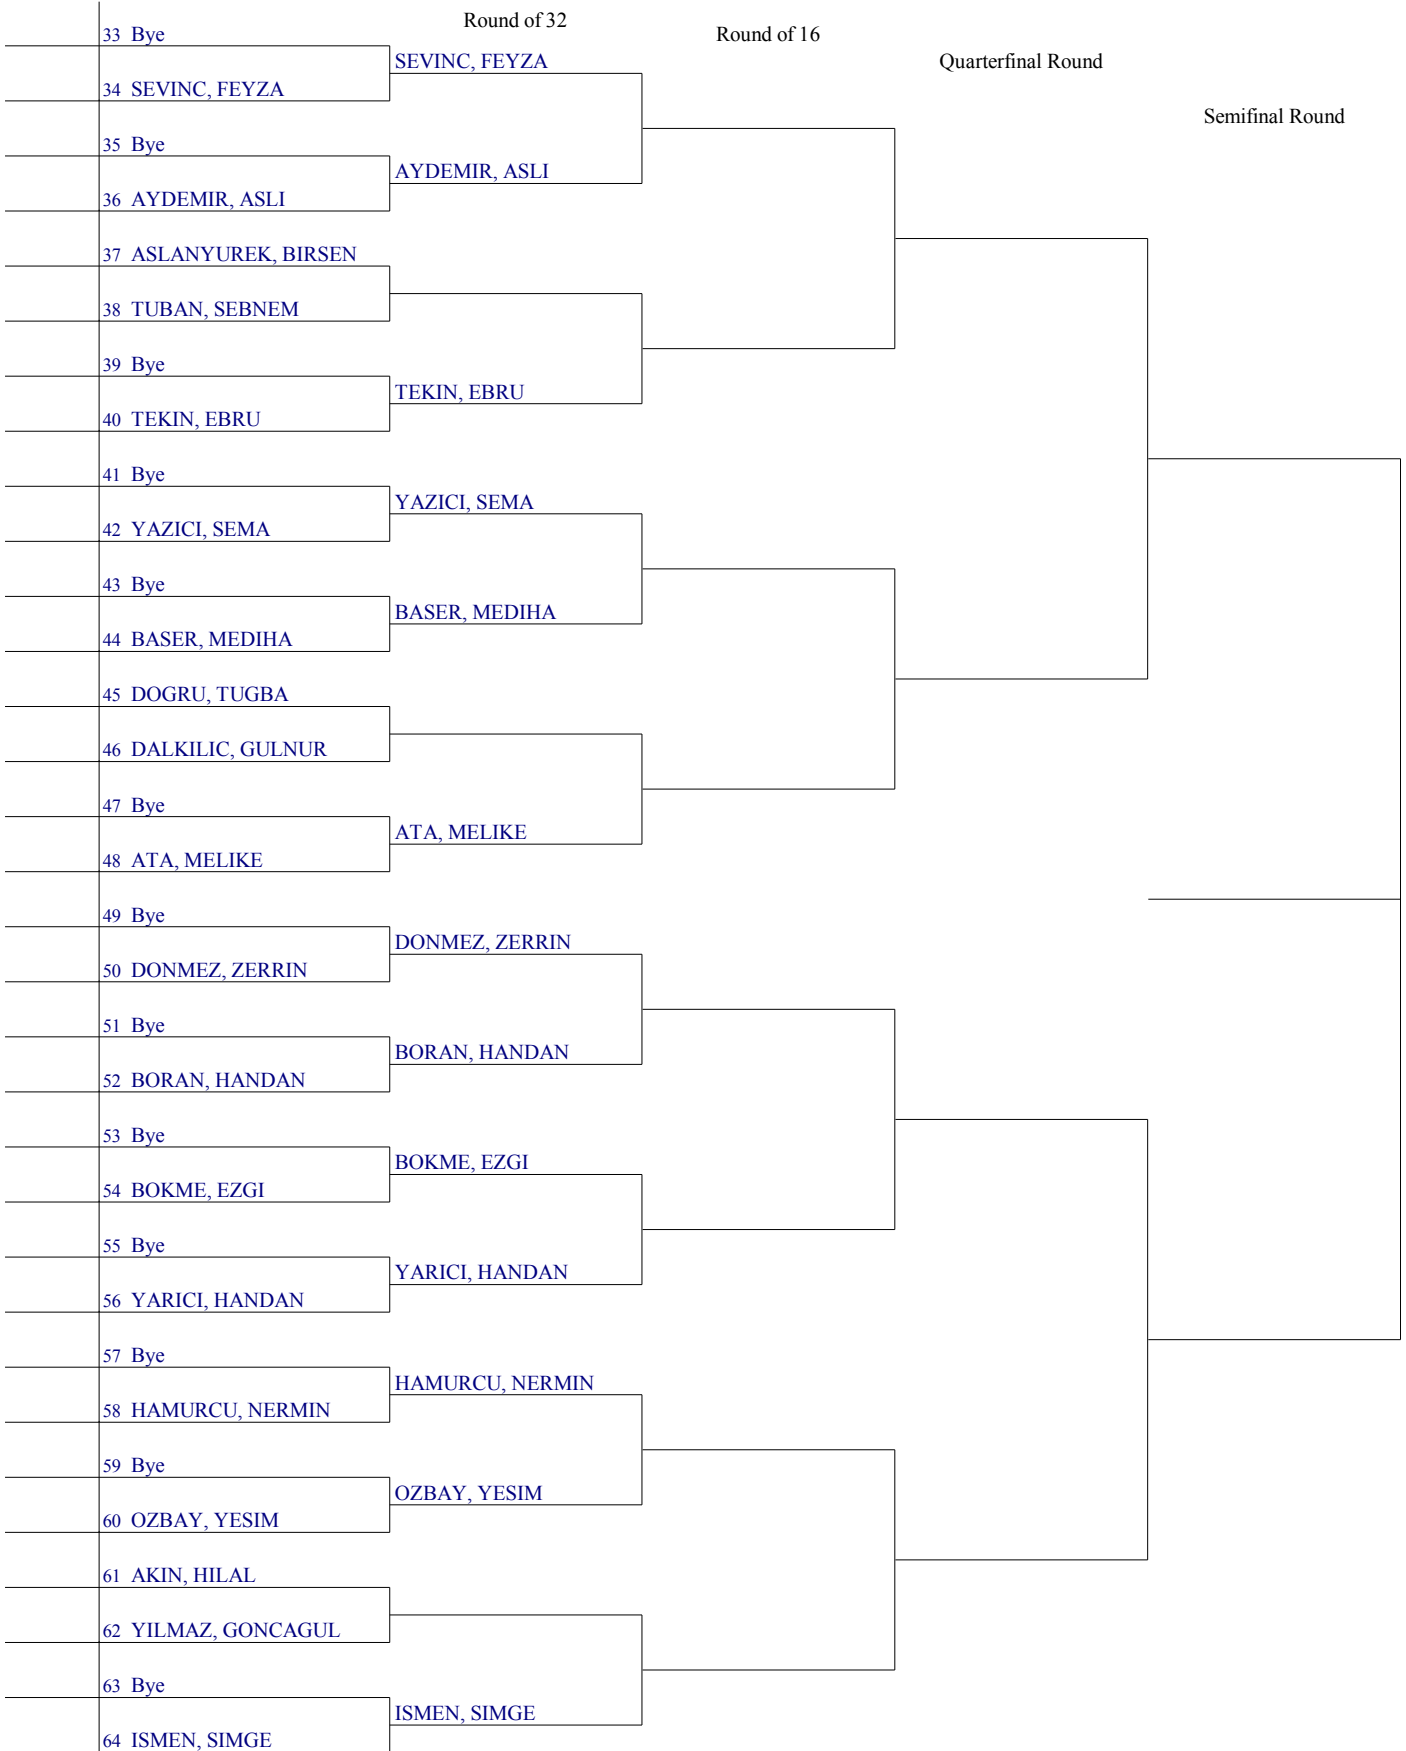 Round of 32
Round of 16
Quarterfinal Round
Semifinal Round
33 Bye
SEVINC, FEYZA
34 SEVINC, FEYZA
35 Bye
AYDEMIR, ASLI
36 AYDEMIR, ASLI
37 ASLANYUREK, BIRSEN
38 TUBAN, SEBNEM
39 Bye
TEKIN, EBRU
40 TEKIN, EBRU
41 Bye
YAZICI, SEMA
42 YAZICI, SEMA
43 Bye
BASER, MEDIHA
44 BASER, MEDIHA
45 DOGRU, TUGBA
46 DALKILIC, GULNUR
47 Bye
ATA, MELIKE
48 ATA, MELIKE
49 Bye
DONMEZ, ZERRIN
50 DONMEZ, ZERRIN
51 Bye
BORAN, HANDAN
52 BORAN, HANDAN
53 Bye
BOKME, EZGI
54 BOKME, EZGI
55 Bye
YARICI, HANDAN
56 YARICI, HANDAN
57 Bye
HAMURCU, NERMIN
58 HAMURCU, NERMIN
59 Bye
OZBAY, YESIM
60 OZBAY, YESIM
61 AKIN, HILAL
62 YILMAZ, GONCAGUL
63 Bye
ISMEN, SIMGE
64 ISMEN, SIMGE